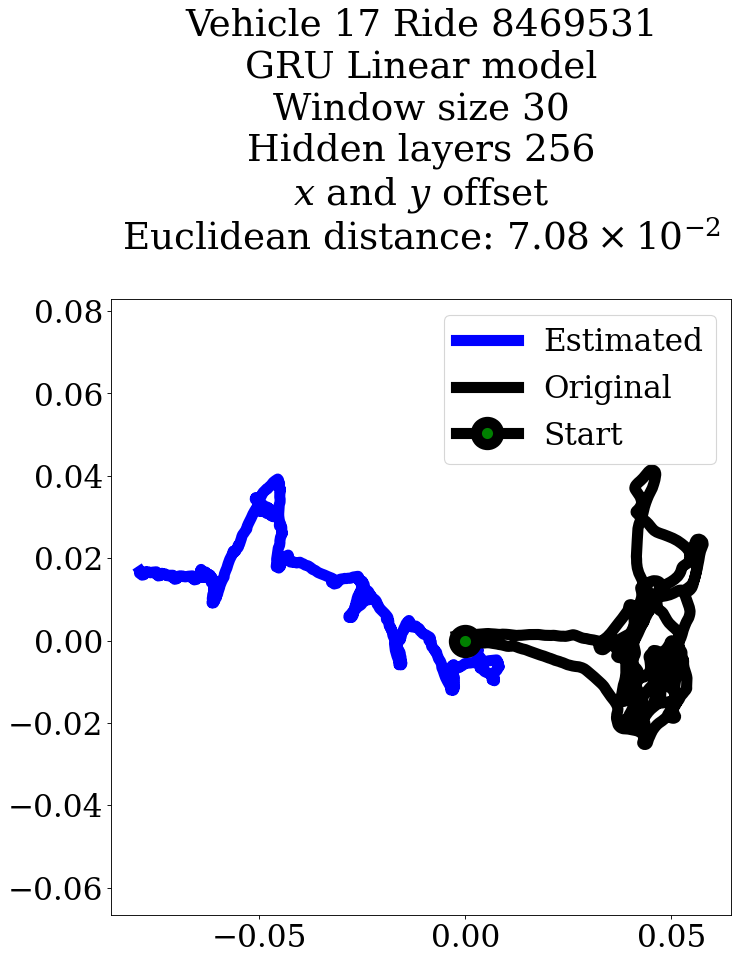 Vehicle 17 Ride 8469531
GRU Linear model
Window size 30
Hidden layers 256
x and y offset
Euclidean distance: 7.08 × 10⁻²
0.08
0.06
0.04
0.02
0.00
−0.02
−0.04
−0.06
Estimated
Original
Start
−0.05 0.00 0.05